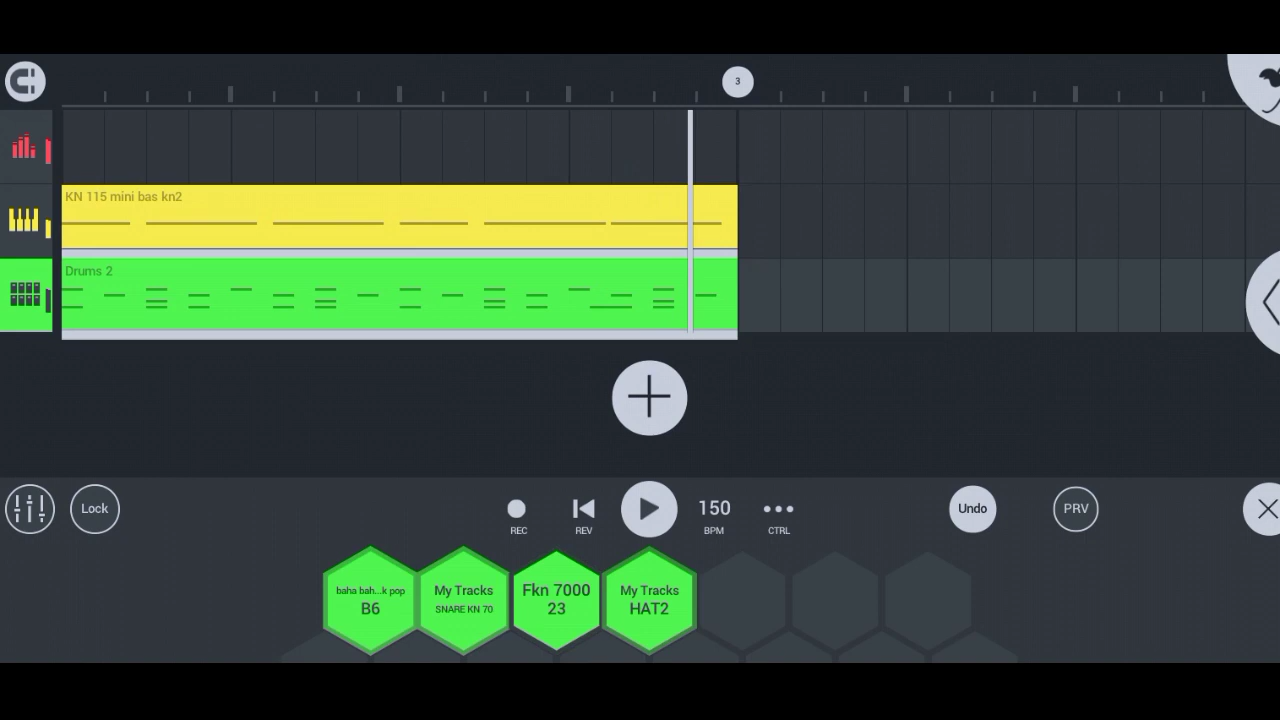 3
KN 115 mini bas kn2
Drums 2
Lock
REC
REV
150
BPM
CTRL
Undo
PRV
baha bah...k pop
B6
My Tracks
SNARE KN 70
Fkn 7000
23
My Tracks
HAT2